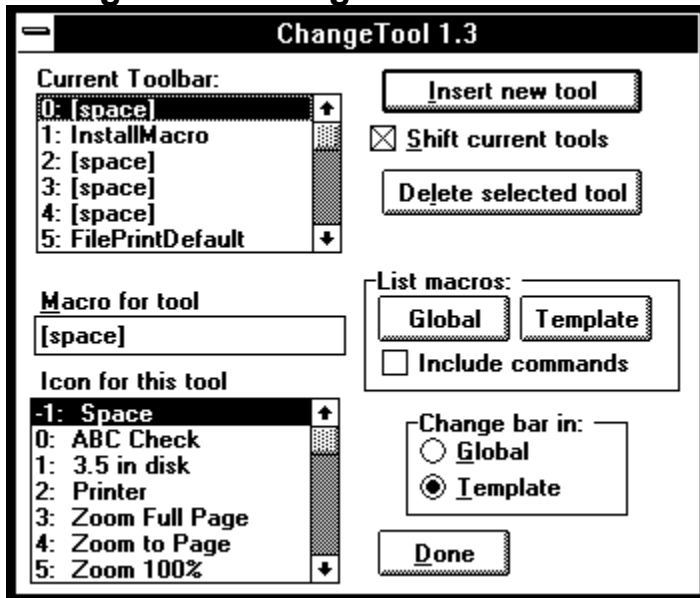 ChangeTool 1.3
Current Toolbar:
0: [space]
1: InstallMacro
2: [space]
3: [space]
4: [space]
5: FilePrintDefault
Insert new tool
Shift current tools
Delete selected tool
Macro for tool
[space]
List macros:
Global Template
Include commands
Icon for this tool
-1: Space
0: ABC Check
1: 3.5 in disk
2: Printer
3: Zoom Full Page
4: Zoom to Page
5: Zoom 100%
Change bar in:
Global
Template
Done